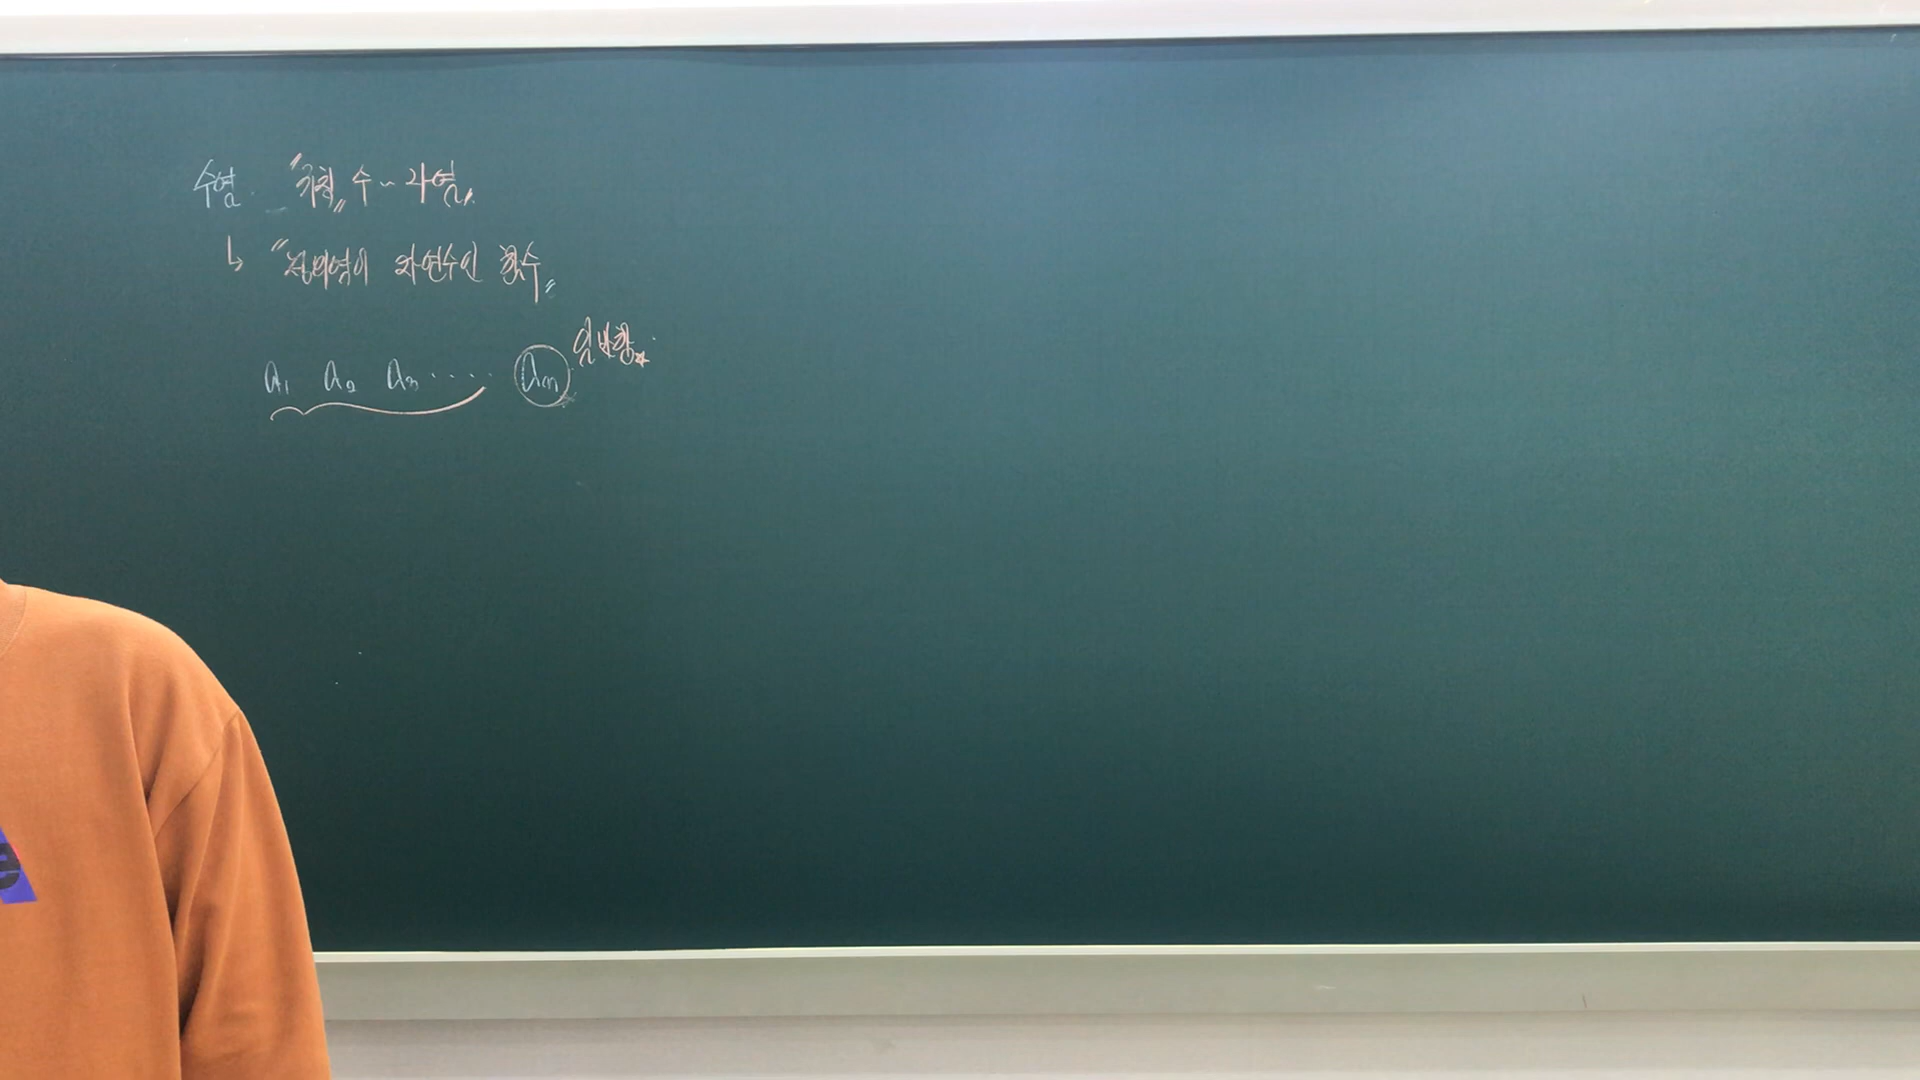 수열. "규칙" 수 ~ 나열.
↳ "정의역이 자연수인 함수"
일반항☆
a₁ a₂ a₃ ····· aₙ